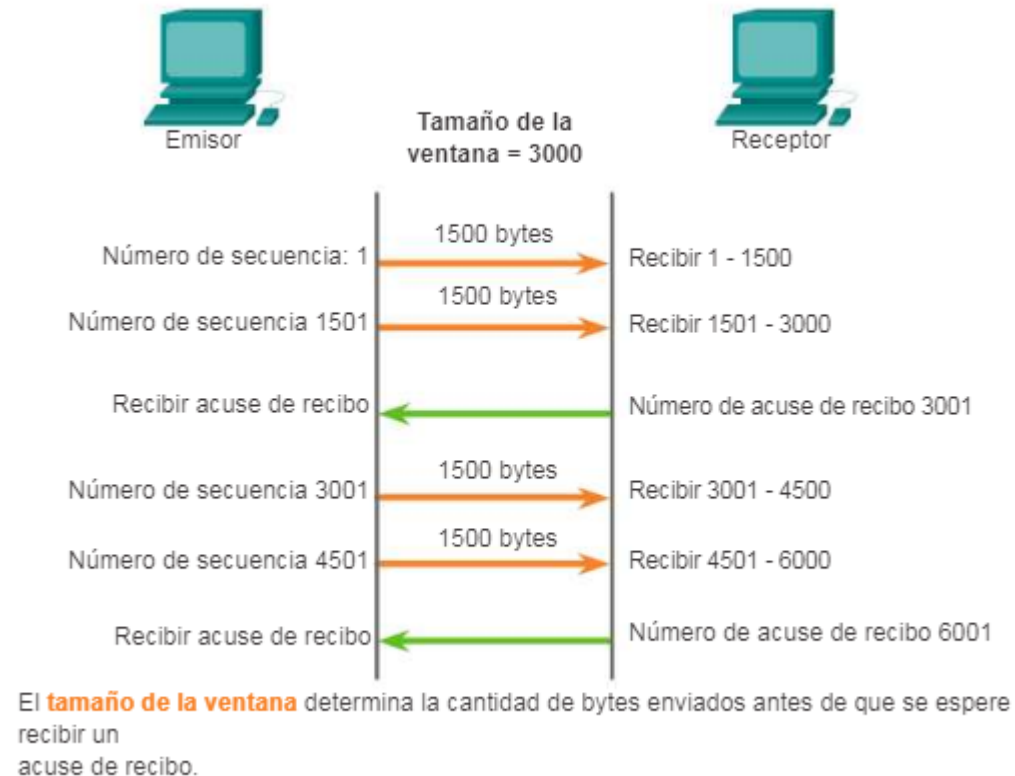 Emisor
Tamaño de la
ventana = 3000
Receptor
1500 bytes
Número de secuencia: 1
Recibir 1 - 1500
1500 bytes
Número de secuencia 1501
Recibir 1501 - 3000
Recibir acuse de recibo
Número de acuse de recibo 3001
1500 bytes
Número de secuencia 3001
Recibir 3001 - 4500
1500 bytes
Número de secuencia 4501
Recibir 4501 - 6000
Recibir acuse de recibo
Número de acuse de recibo 6001
El tamaño de la ventana determina la cantidad de bytes enviados antes de que se espere
recibir un
acuse de recibo.